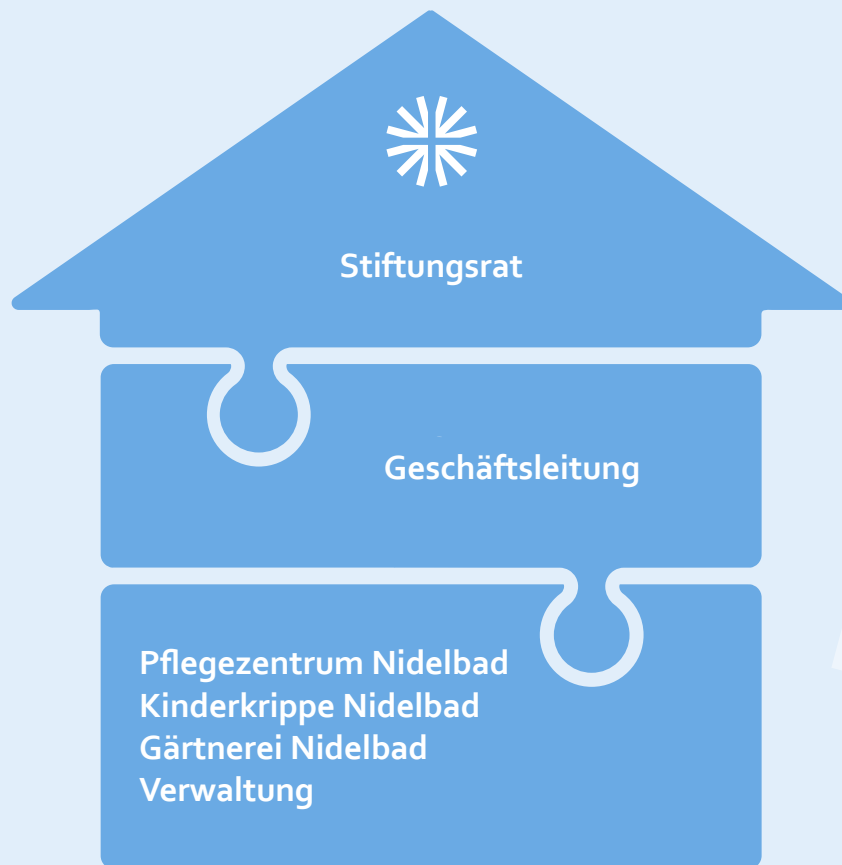 Stiftungsrat
Geschäftsleitung
Pflegezentrum Nidelbad
Kinderkrippe Nidelbad
Gärtnerei Nidelbad
Verwaltung